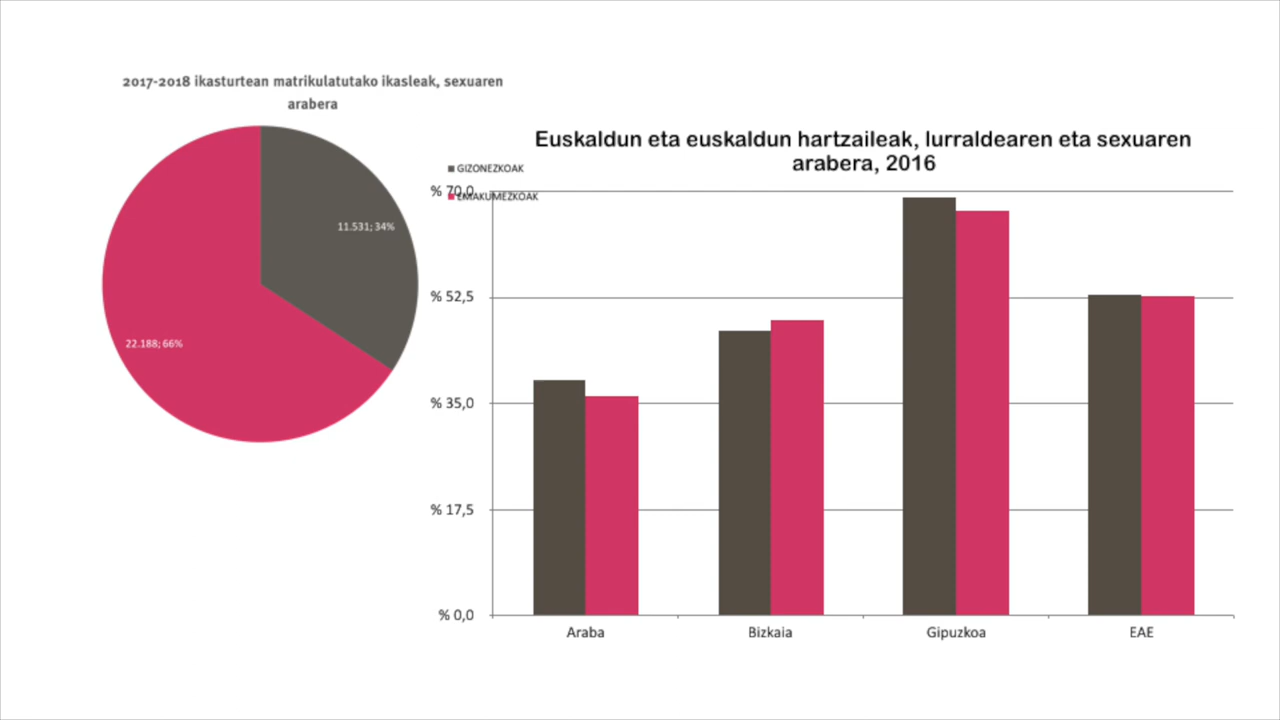 2017-2018 ikasturtean matrikulatutako ikasleak, sexuaren
arabera
11.531; 34%
22.188; 66%
GIZONEZKOAK
EMAKUMEZKOAK
Euskaldun eta euskaldun hartzaileak, lurraldearen eta sexuaren
arabera, 2016
% 70,0
% 52,5
% 35,0
% 17,5
% 0,0
Araba
Bizkaia
Gipuzkoa
EAE